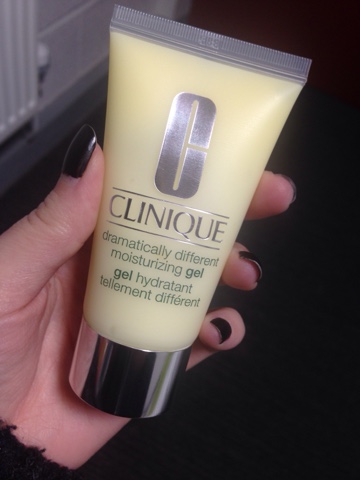 C
CLINIQUE
dramatically different
moisturizing gel
gel hydratant
tellement différent